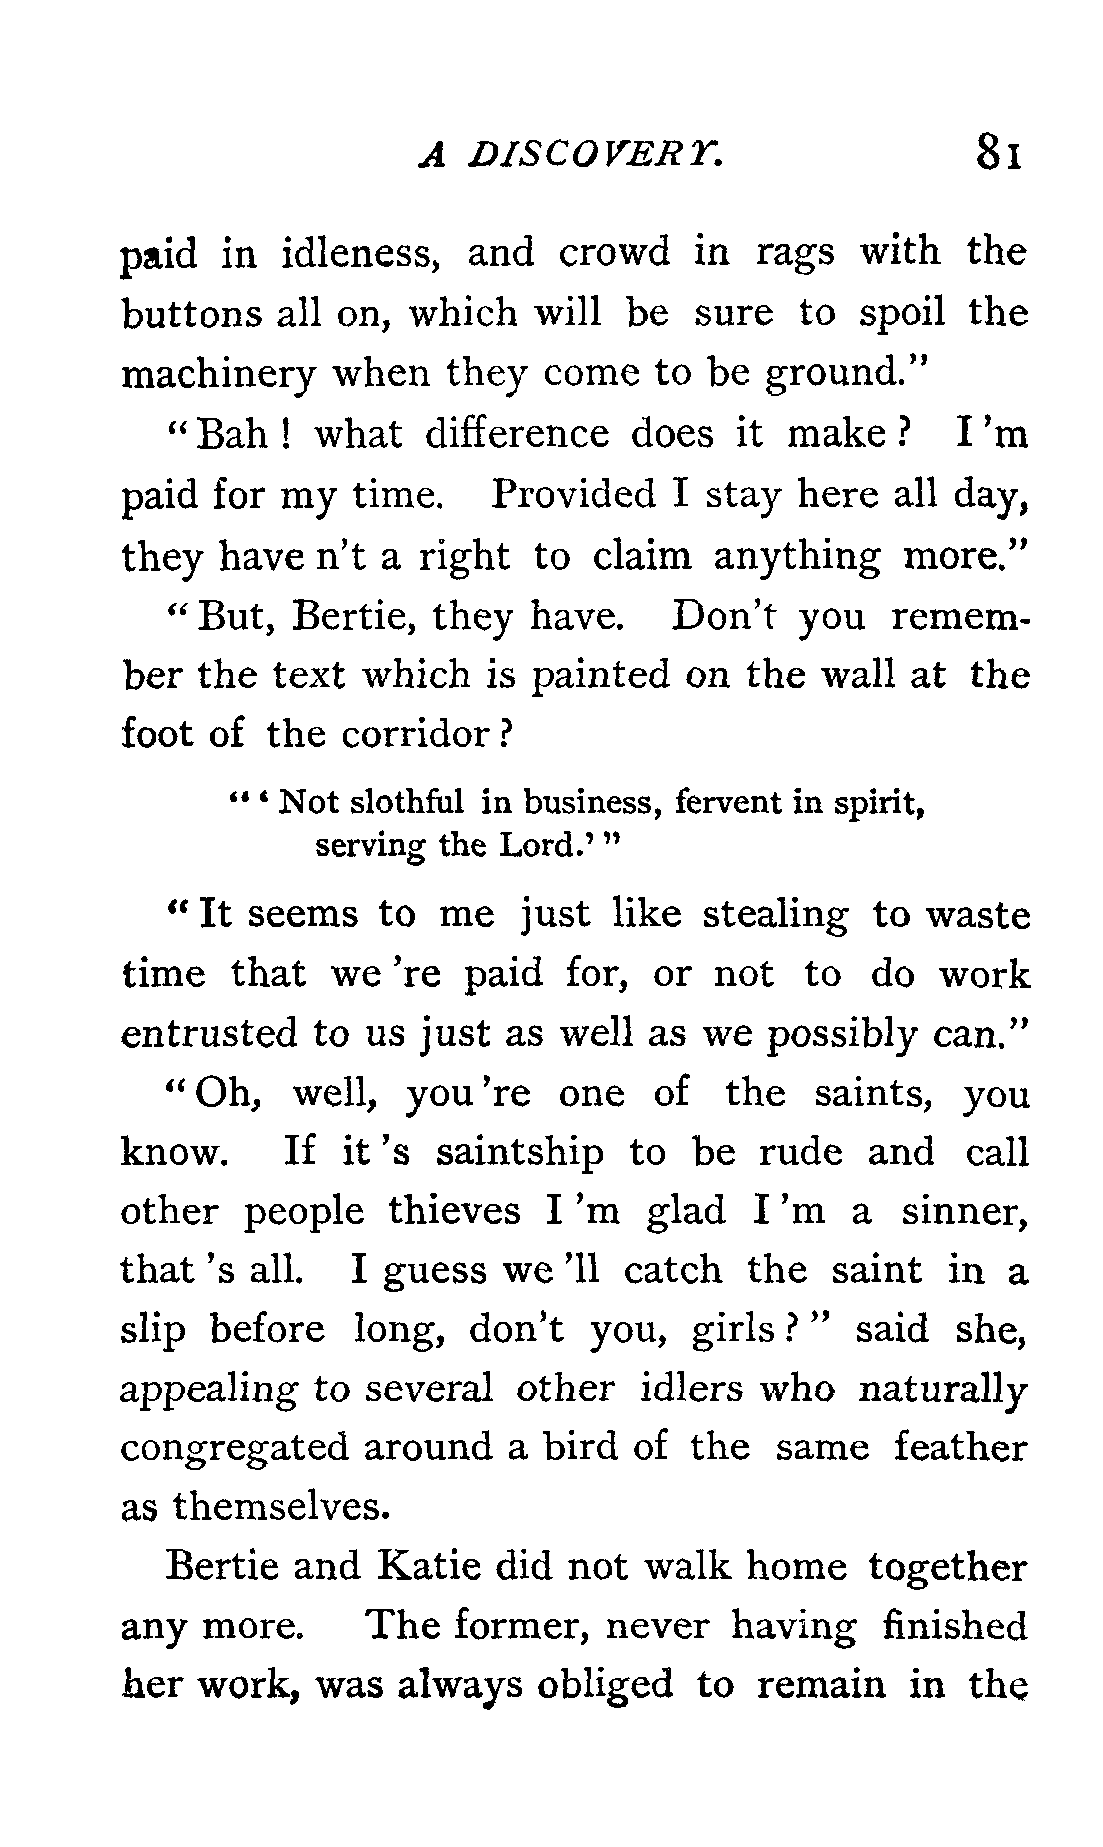 A DISCOVERY. 81
paid in idleness, and crowd in rags with the
buttons all on, which will be sure to spoil the
machinery when they come to be ground."
"Bah ! what difference does it make ? I 'm
paid for my time. Provided I stay here all day,
they have n't a right to claim anything more."
"But, Bertie, they have. Don't you remem-
ber the text which is painted on the wall at the
foot of the corridor ?
"'Not slothful in business, fervent in spirit,
serving the Lord.'"
"It seems to me just like stealing to waste
time that we 're paid for, or not to do work
entrusted to us just as well as we possibly can."
"Oh, well, you 're one of the saints, you
know. If it 's saintship to be rude and call
other people thieves I 'm glad I 'm a sinner,
that 's all. I guess we 'll catch the saint in a
slip before long, don't you, girls ? " said she,
appealing to several other idlers who naturally
congregated around a bird of the same feather
as themselves.
Bertie and Katie did not walk home together
any more. The former, never having finished
her work, was always obliged to remain in the